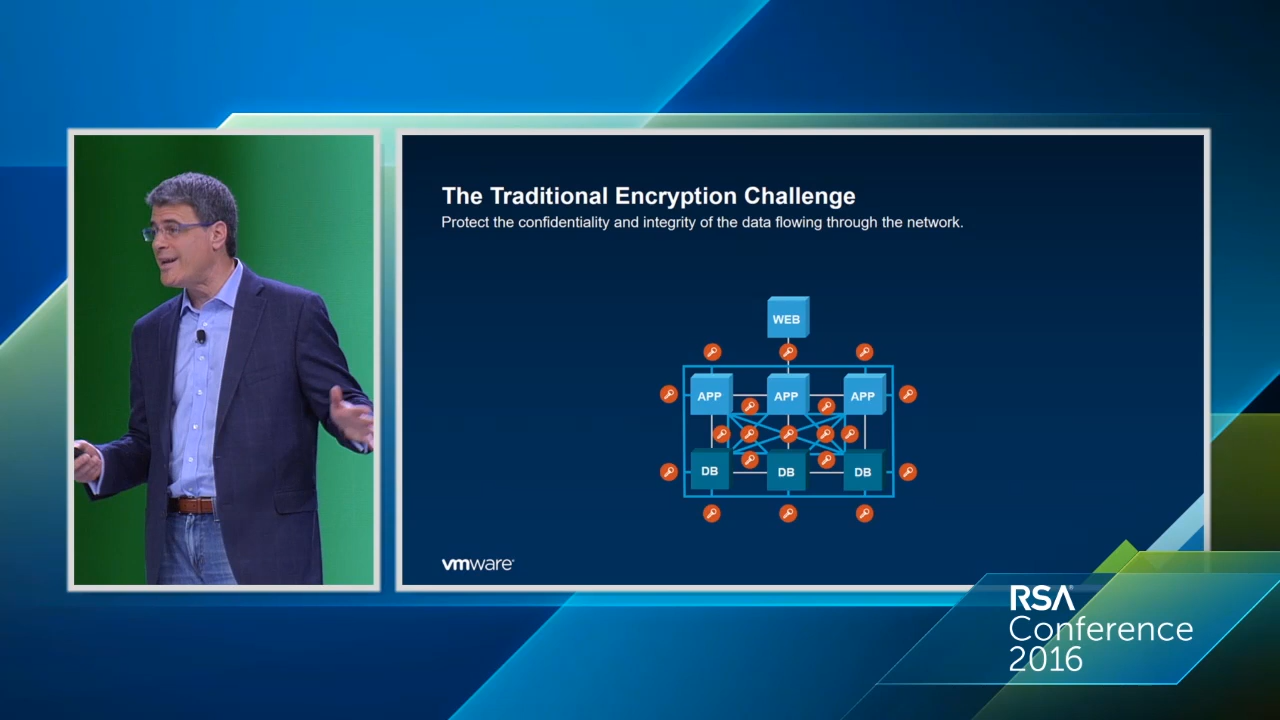 The Traditional Encryption Challenge
Protect the confidentiality and integrity of the data flowing through the network.
WEB
APP APP APP
DB DB DB
vmware
RSA
Conference
2016